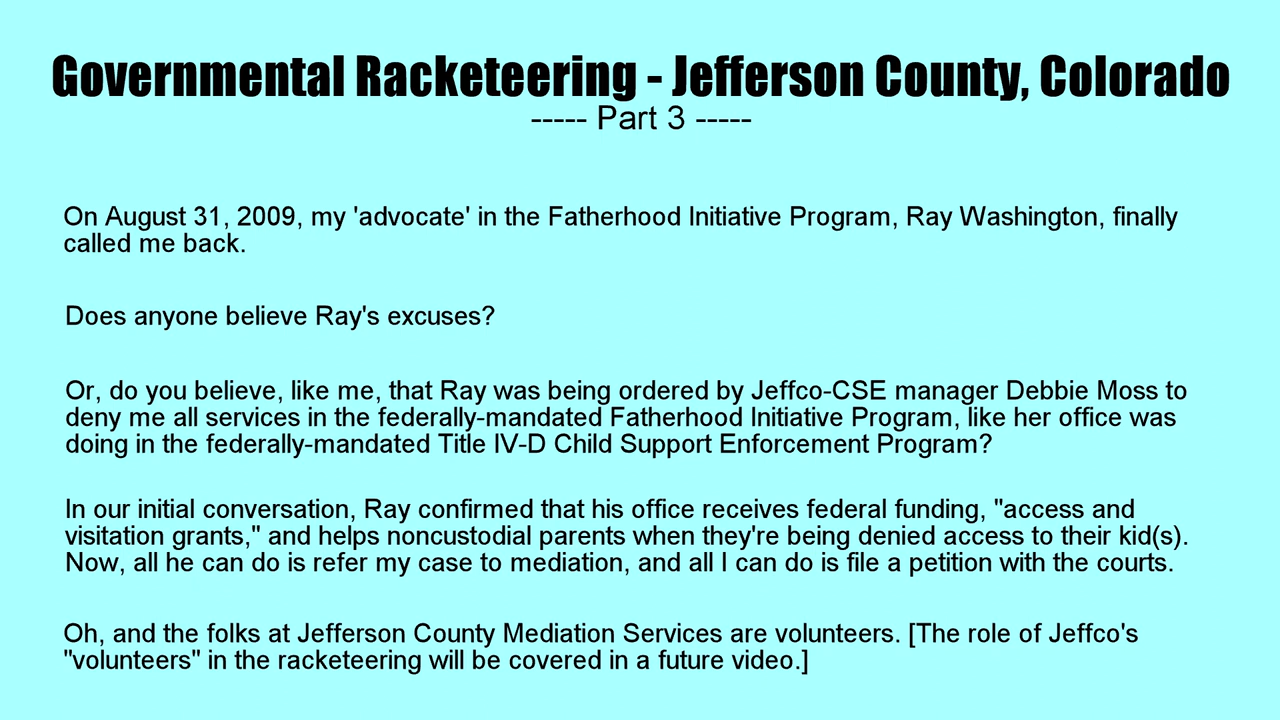 Governmental Racketeering - Jefferson County, Colorado
----- Part 3 -----
On August 31, 2009, my 'advocate' in the Fatherhood Initiative Program, Ray Washington, finally
called me back.
Does anyone believe Ray's excuses?
Or, do you believe, like me, that Ray was being ordered by Jeffco-CSE manager Debbie Moss to
deny me all services in the federally-mandated Fatherhood Initiative Program, like her office was
doing in the federally-mandated Title IV-D Child Support Enforcement Program?
In our initial conversation, Ray confirmed that his office receives federal funding, "access and
visitation grants," and helps noncustodial parents when they're being denied access to their kid(s).
Now, all he can do is refer my case to mediation, and all I can do is file a petition with the courts.
Oh, and the folks at Jefferson County Mediation Services are volunteers. [The role of Jeffco's
"volunteers" in the racketeering will be covered in a future video.]